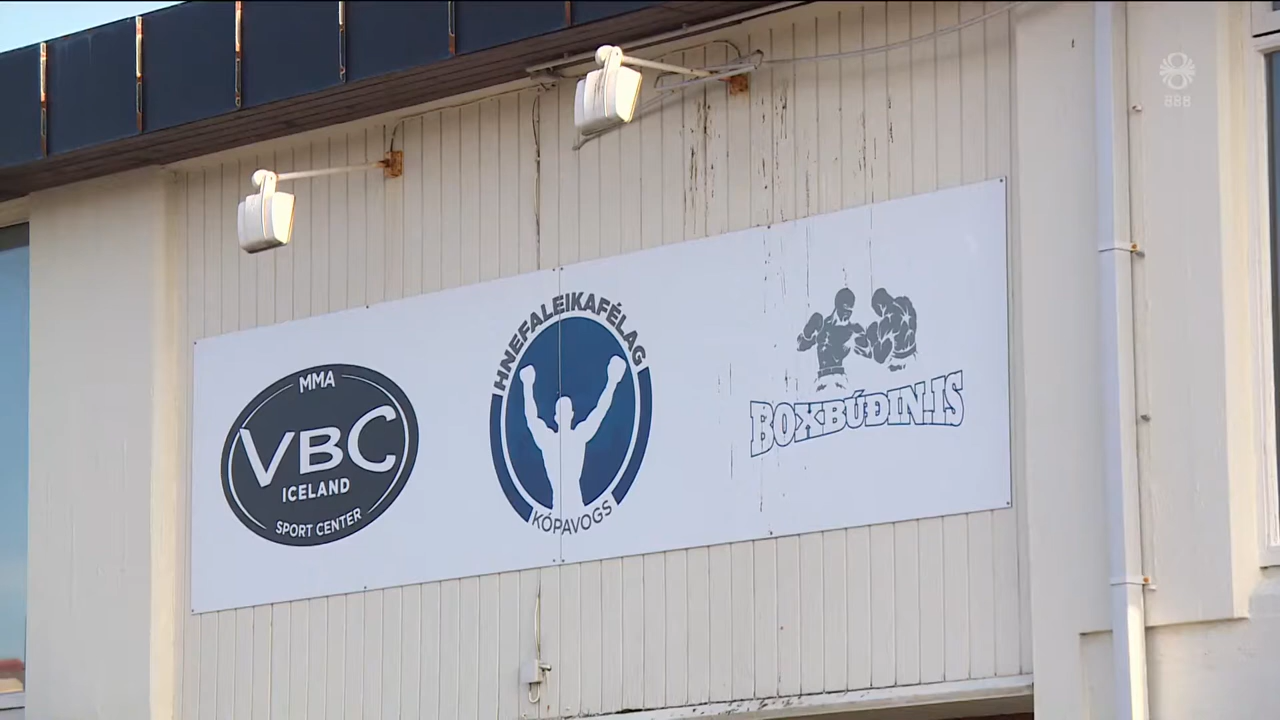 888
MMA
VBC
ICELAND
SPORT CENTER
HNEFALEIKAFÉLAG
KÓPAVOGS
BOXBÚÐIN.IS